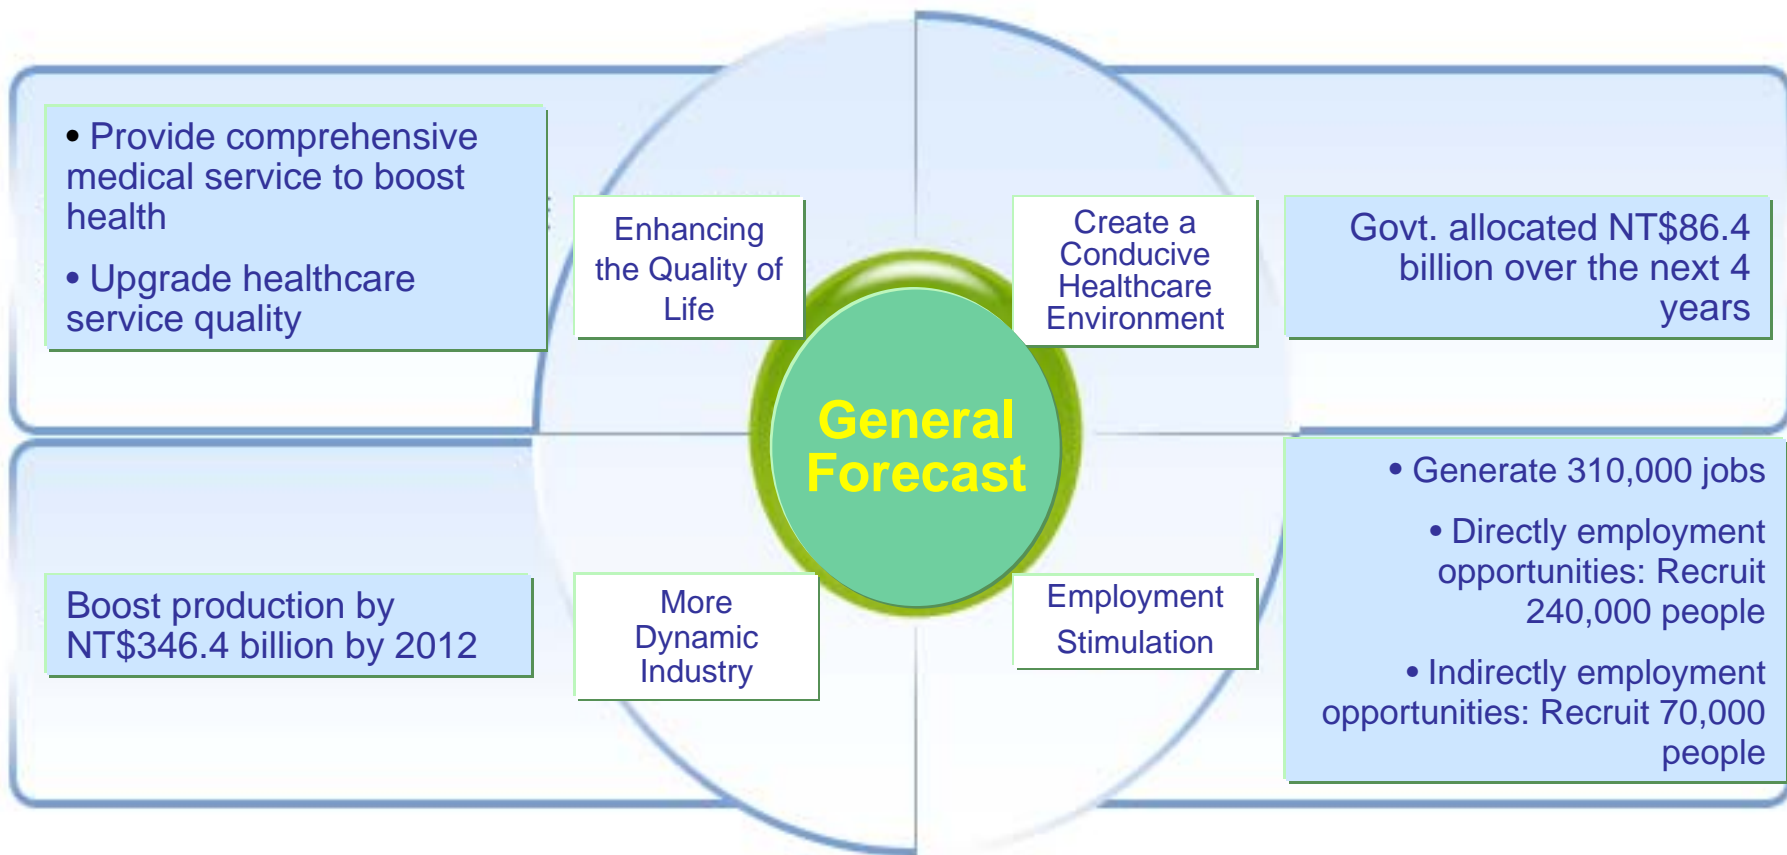 • Provide comprehensive
medical service to boost
health
• Upgrade healthcare
service quality
Enhancing
the Quality of
Life
Create a
Conducive
Healthcare
Environment
Govt. allocated NT$86.4
billion over the next 4
years
General
Forecast
Boost production by
NT$346.4 billion by 2012
More
Dynamic
Industry
Employment
Stimulation
• Generate 310,000 jobs
• Directly employment
opportunities: Recruit
240,000 people
• Indirectly employment
opportunities: Recruit 70,000
people